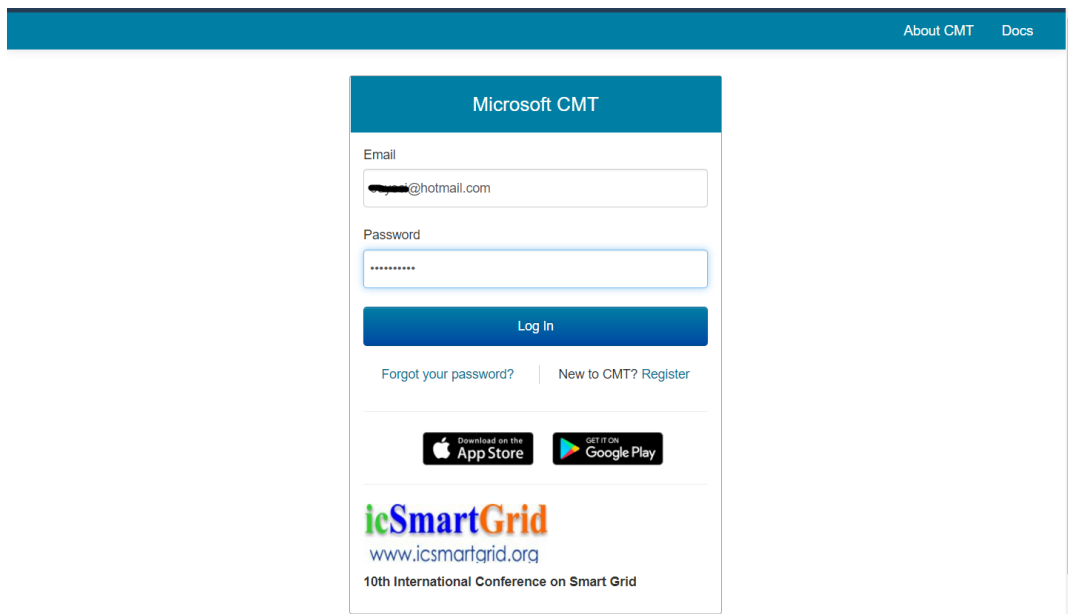 About CMT Docs
Microsoft CMT
Email
@hotmail.com
Password
Log In
Forgot your password? New to CMT? Register
Download on the
App Store
GET IT ON
Google Play
icSmartGrid
www.icsmartgrid.org
10th International Conference on Smart Grid